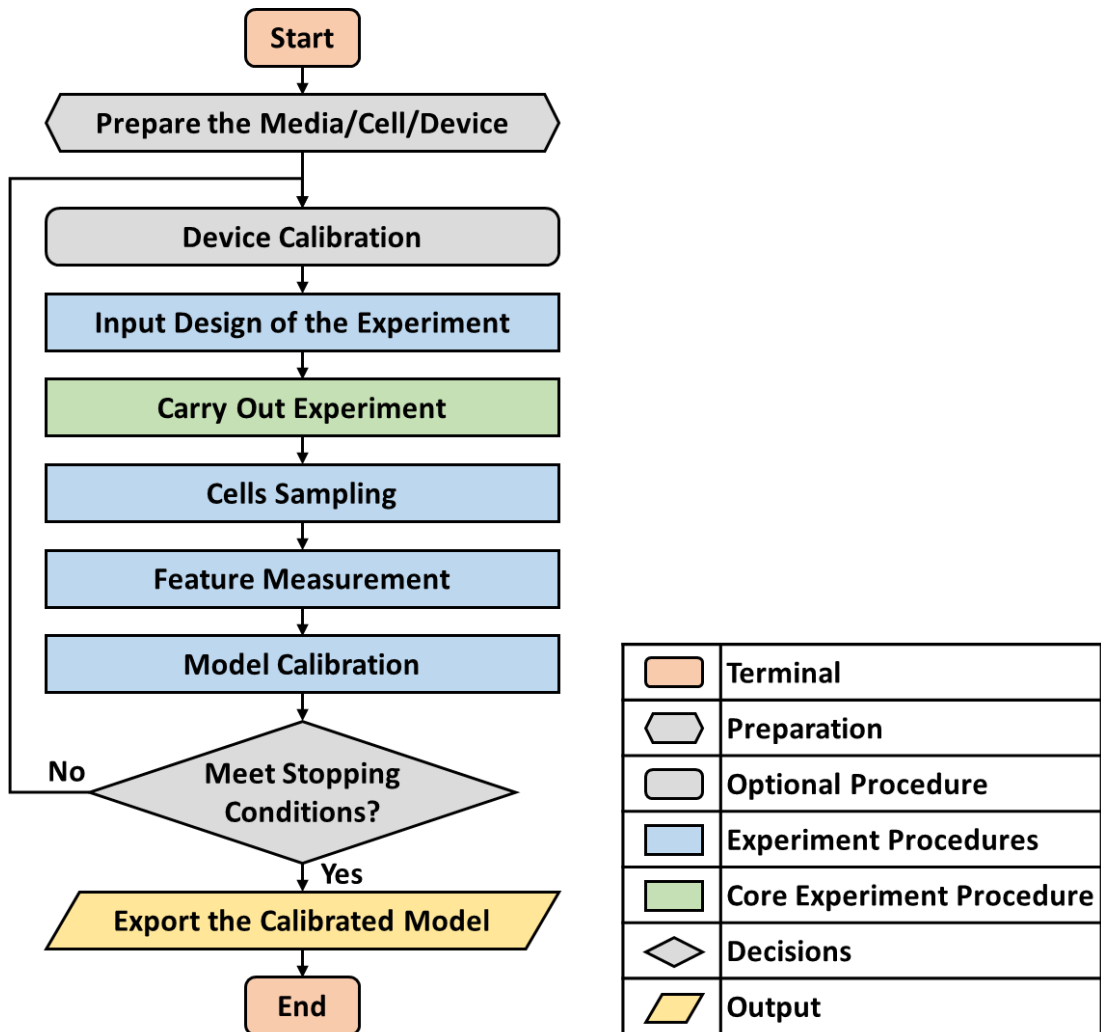 Start
Prepare the Media/Cell/Device
Device Calibration
Input Design of the Experiment
Carry Out Experiment
Cells Sampling
Feature Measurement
Model Calibration
No
Meet Stopping
Conditions?
Yes
Export the Calibrated Model
End
Terminal
Preparation
Optional Procedure
Experiment Procedures
Core Experiment Procedure
Decisions
Output